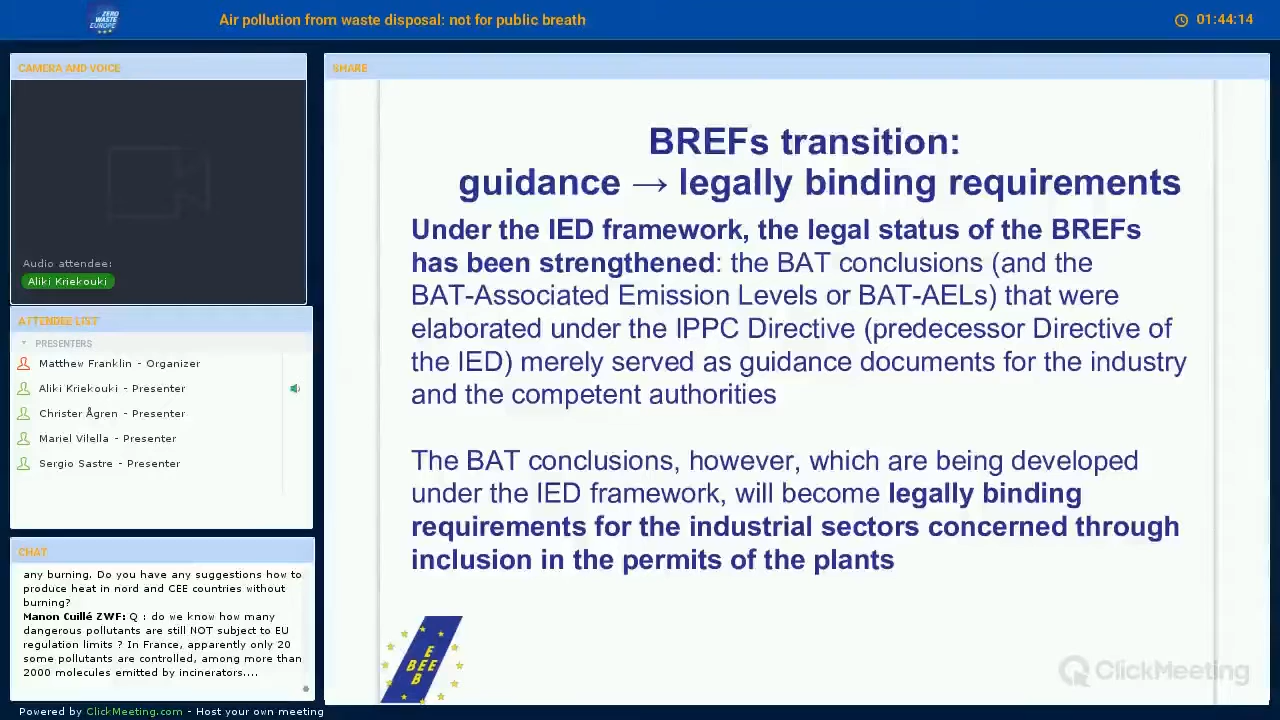 ZERO WASTE EUROPE
Air pollution from waste disposal: not for public breath
01:44:14
CAMERA AND VOICE
Audio attendee:
Aliki Kriekouki
ATTENDEE LIST
PRESENTERS
Matthew Franklin - Organizer
Aliki Kriekouki - Presenter
Christer Ågren - Presenter
Mariel Vilella - Presenter
Sergio Sastre - Presenter
CHAT
any burning. Do you have any suggestions how to
produce heat in nord and CEE countries without
burning?
Manon Cuillé ZWF: Q : do we know how many
dangerous pollutants are still NOT subject to EU
regulation limits ? In France, apparently only 20
some pollutants are controlled, among more than
2000 molecules emitted by incinerators....
SHARE
BREFs transition:
guidance → legally binding requirements
Under the IED framework, the legal status of the BREFs
has been strengthened: the BAT conclusions (and the
BAT-Associated Emission Levels or BAT-AELs) that were
elaborated under the IPPC Directive (predecessor Directive of
the IED) merely served as guidance documents for the industry
and the competent authorities
The BAT conclusions, however, which are being developed
under the IED framework, will become legally binding
requirements for the industrial sectors concerned through
inclusion in the permits of the plants
E
BEE
B
ClickMeeting
Powered by ClickMeeting.com - Host your own meeting